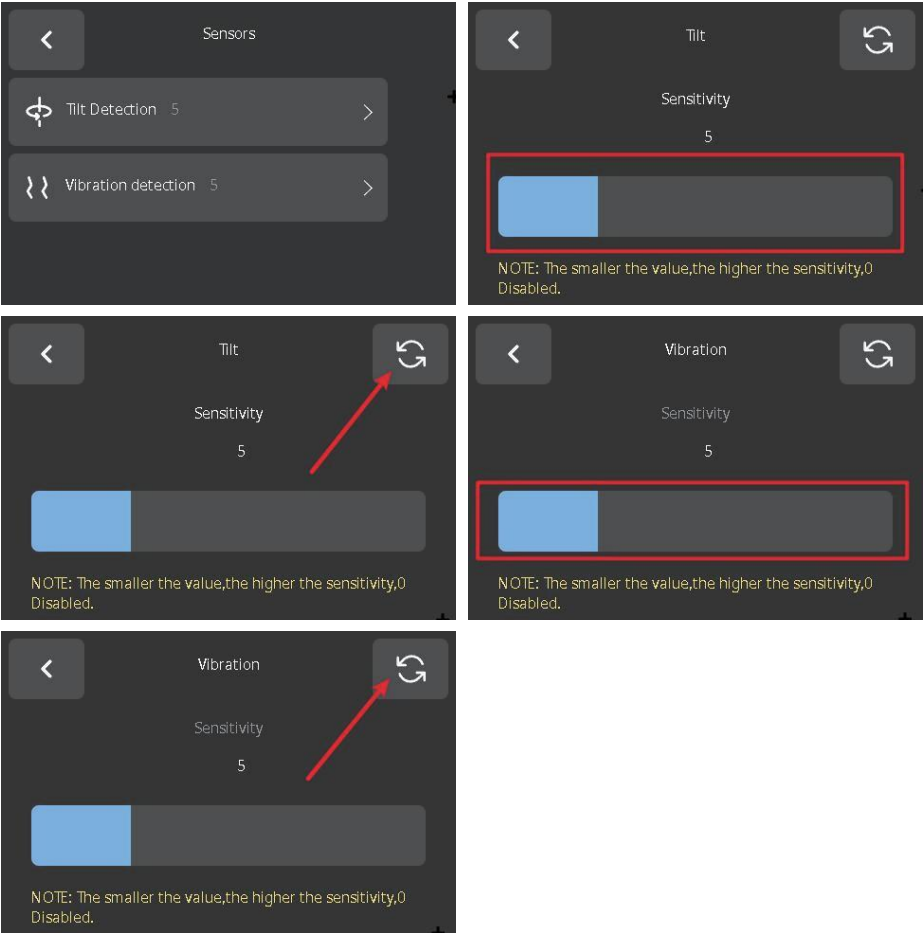 Sensors
Tilt Detection 5
Vibration detection 5
Tilt
Sensitivity
5
NOTE: The smaller the value,the higher the sensitivity,0
Disabled.
Tilt
Sensitivity
5
NOTE: The smaller the value,the higher the sensitivity,0
Disabled.
Vibration
Sensitivity
5
NOTE: The smaller the value,the higher the sensitivity,0
Disabled.
Vibration
Sensitivity
5
NOTE: The smaller the value,the higher the sensitivity,0
Disabled.